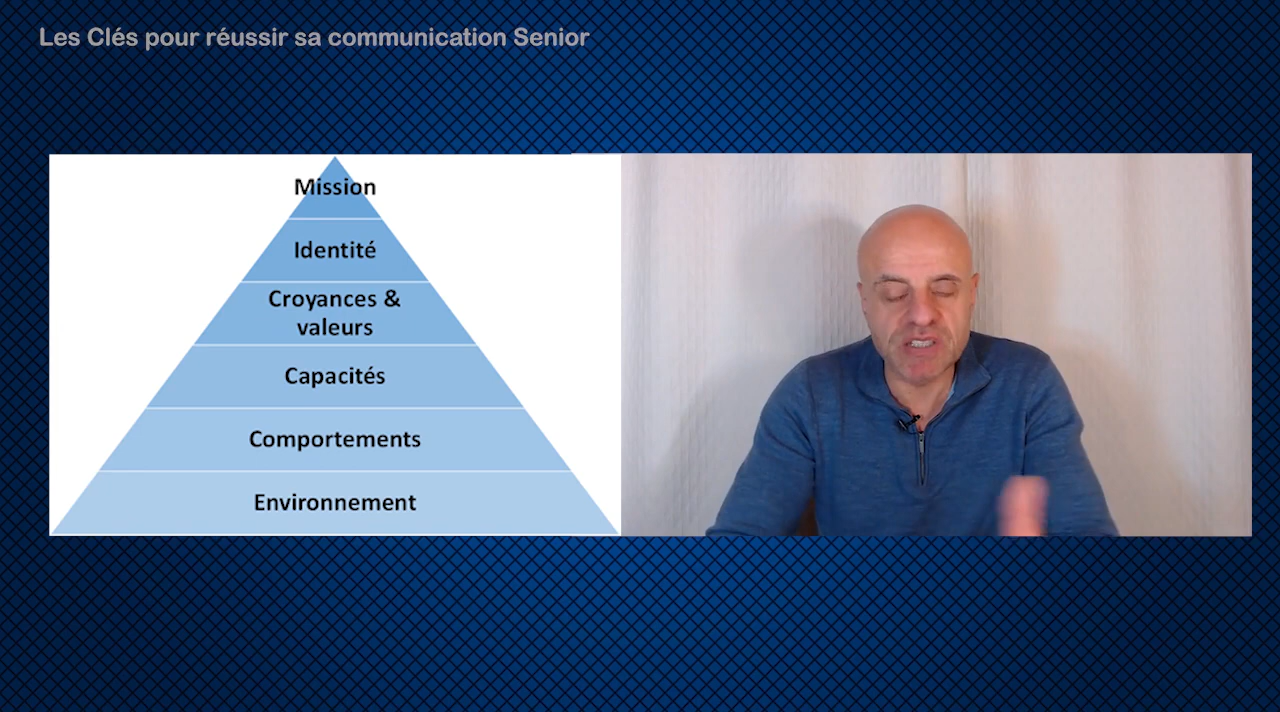 Les Clés pour réussir sa communication Senior
Mission
Identité
Croyances &
valeurs
Capacités
Comportements
Environnement